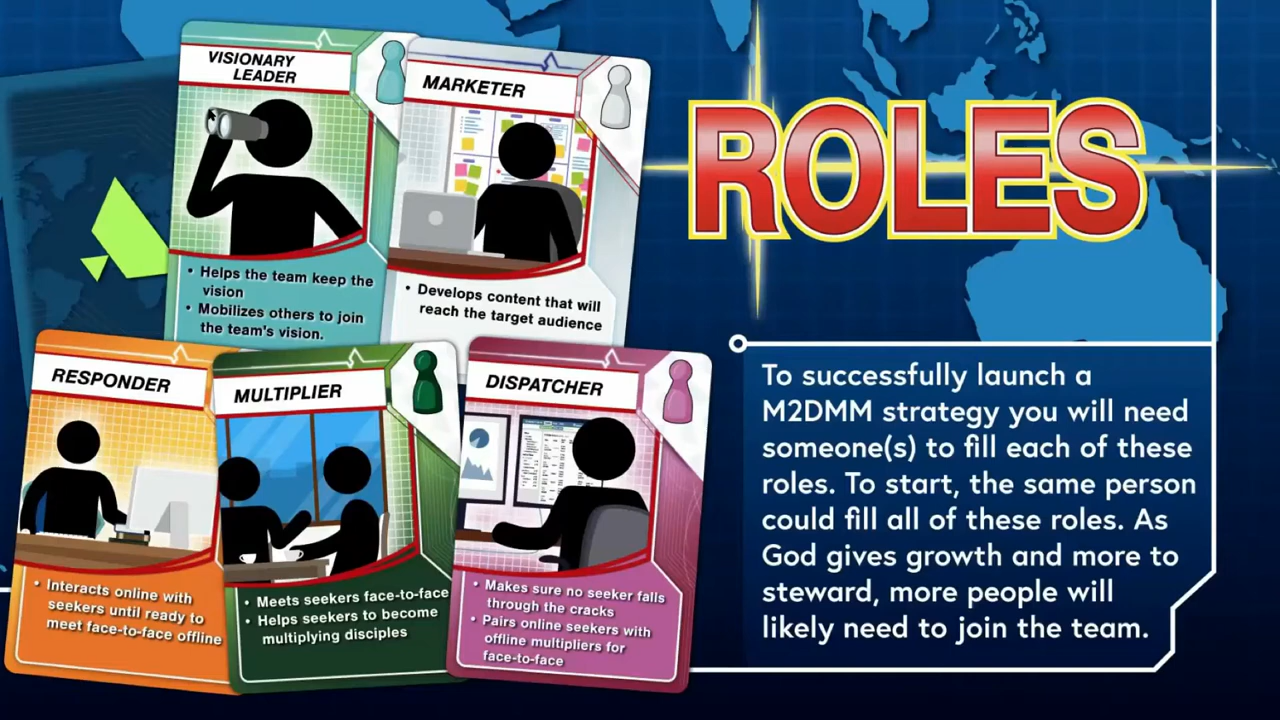 VISIONARY
LEADER
• Helps the team keep the
vision
• Mobilizes others to join
the team's vision.
MARKETER
• Develops content that will
reach the target audience
ROLES
RESPONDER
• Interacts online with
seekers until ready to
meet face-to-face offline
MULTIPLIER
• Meets seekers face-to-face
• Helps seekers to become
multiplying disciples
DISPATCHER
• Makes sure no seeker falls
through the cracks
• Pairs online seekers with
offline multipliers for
face-to-face
To successfully launch a
M2DMM strategy you will need
someone(s) to fill each of these
roles. To start, the same person
could fill all of these roles. As
God gives growth and more to
steward, more people will
likely need to join the team.